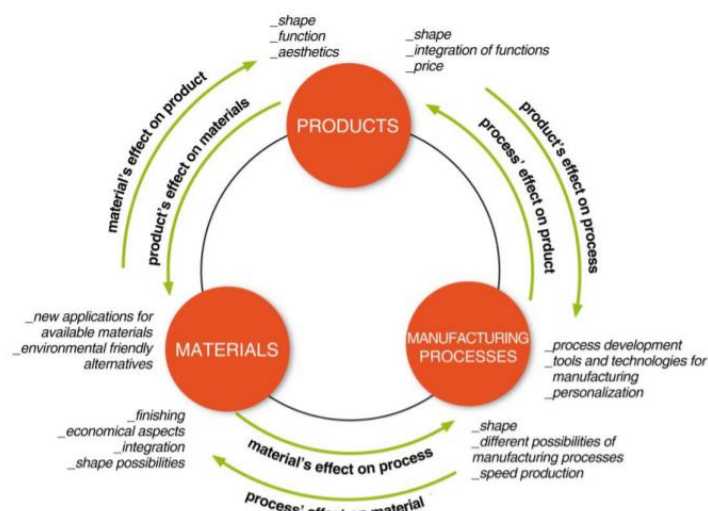 _shape
_function
_aesthetics
_shape
_integration of functions
_price
PRODUCTS
material's effect on product
product's effect on materials
process' effect on prduct
product's effect on process
_new applications for
available materials
_environmental friendly
alternatives
MATERIALS
MANUFACTURING
PROCESSES
_process development
_tools and technologies for
manufacturing
_personalization
_finishing
_economical aspects
_integration
_shape possibilities
material's effect on process
_shape
_different possibilities of
manufacturing processes
_speed production
process' effect on material